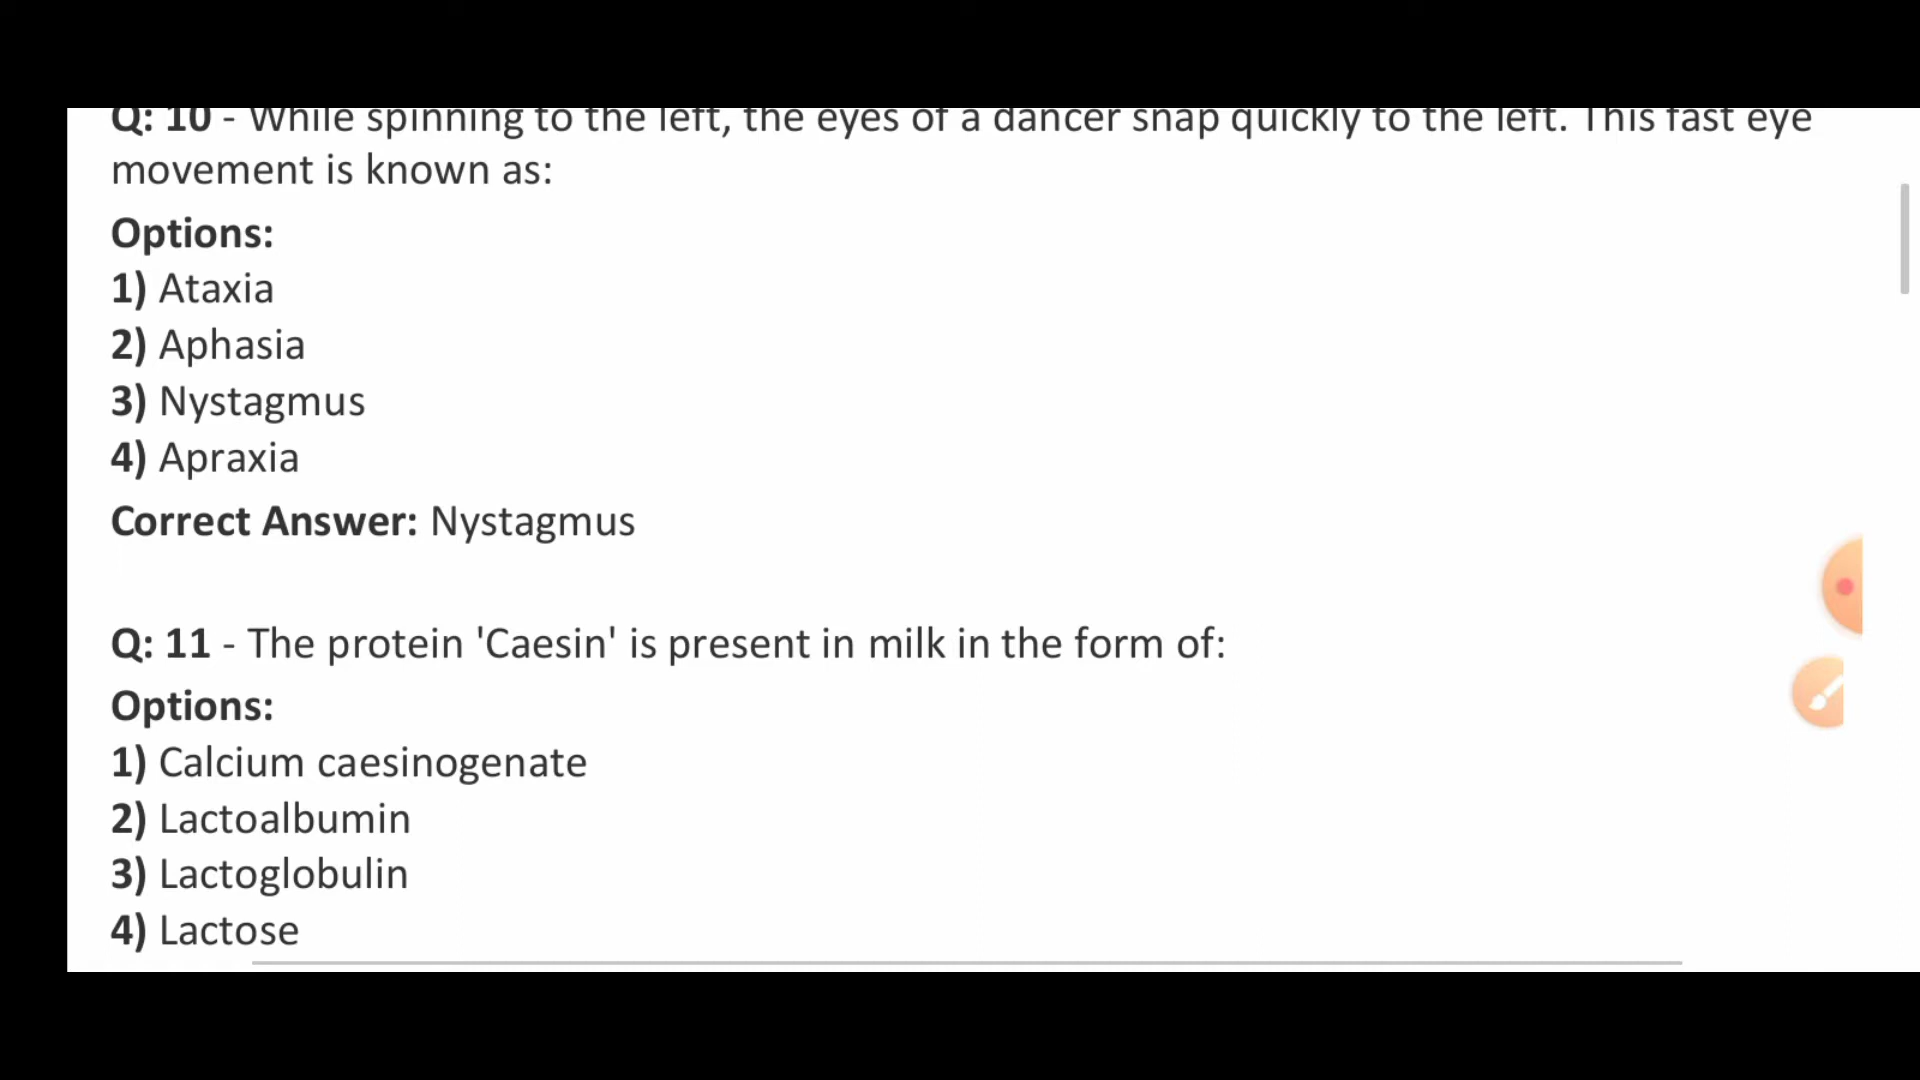 Q: 10 - While spinning to the left, the eyes of a dancer snap quickly to the left. This fast eye
movement is known as:
Options:
1) Ataxia
2) Aphasia
3) Nystagmus
4) Apraxia
Correct Answer: Nystagmus
Q: 11 - The protein 'Caesin' is present in milk in the form of:
Options:
1) Calcium caesinogenate
2) Lactoalbumin
3) Lactoglobulin
4) Lactose